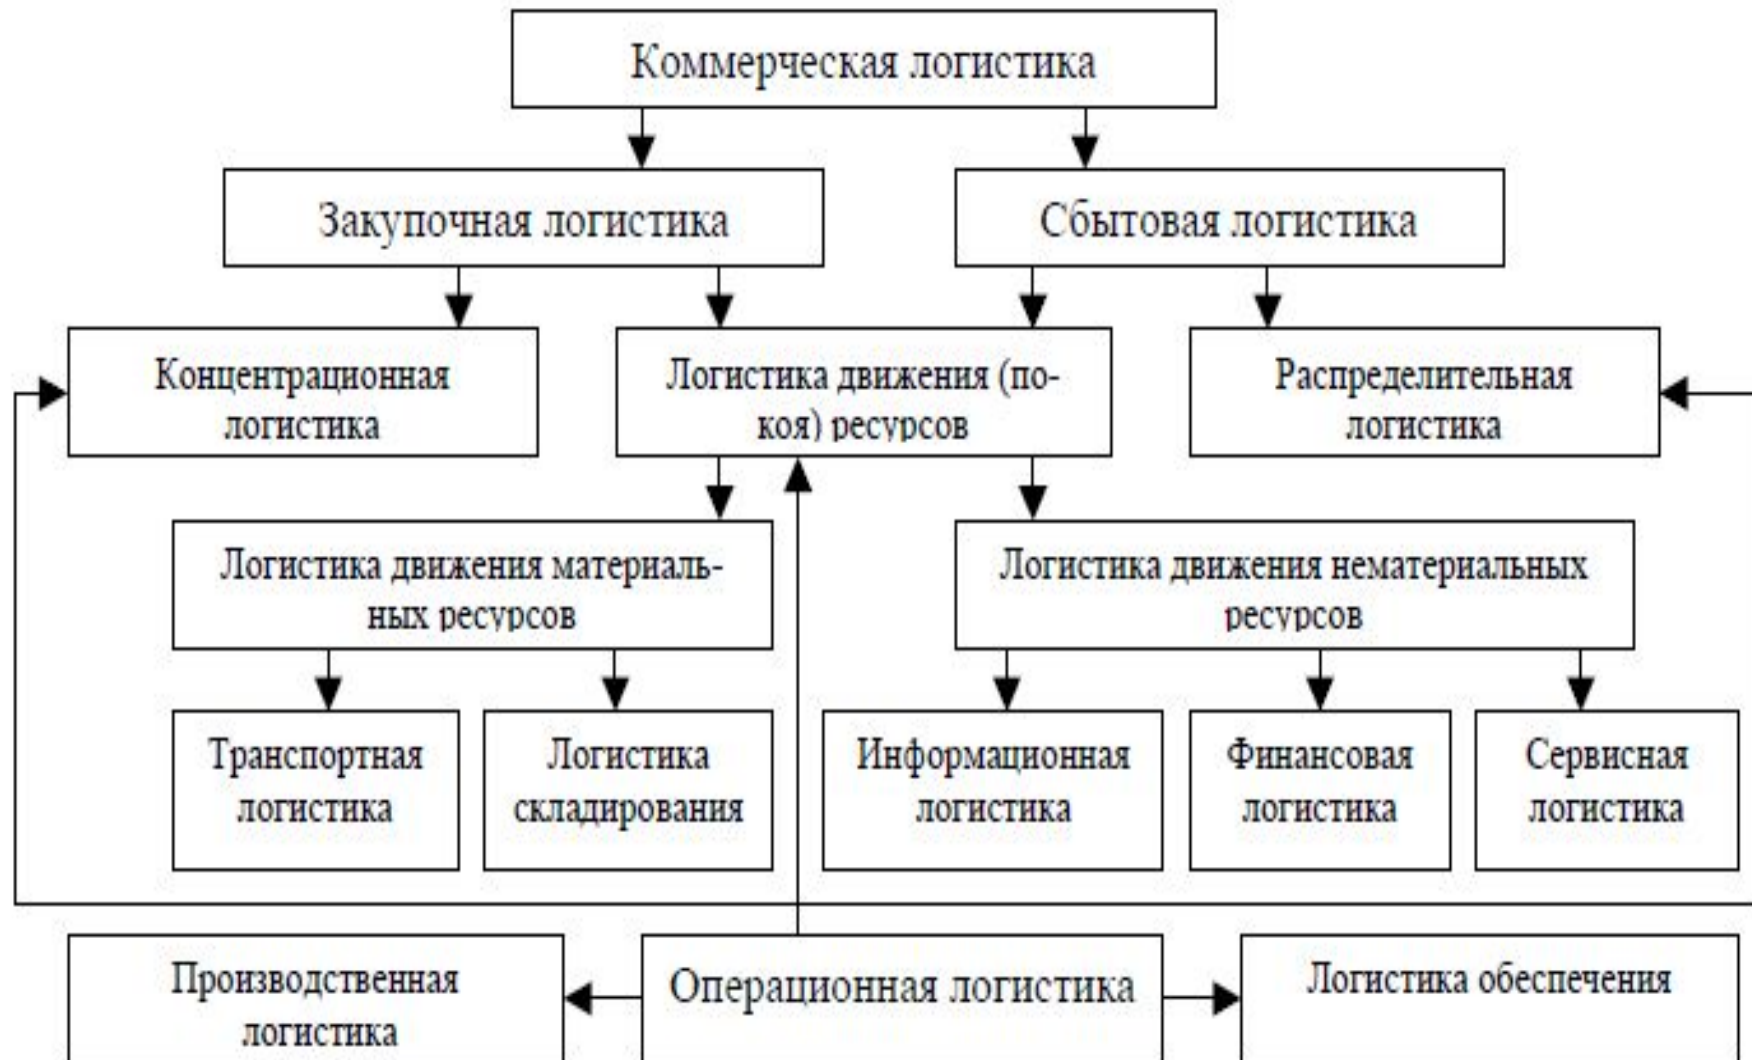 Коммерческая логистика
Закупочная логистика
Сбытовая логистика
Концентрационная
логистика
Логистика движения (по-
коя) ресурсов
Распределительная
логистика
Логистика движения материаль-
ных ресурсов
Логистика движения нематериальных
ресурсов
Транспортная
логистика
Логистика
складирования
Информационная
логистика
Финансовая
логистика
Сервисная
логистика
Производственная
логистика
Операционная логистика
Логистика обеспечения